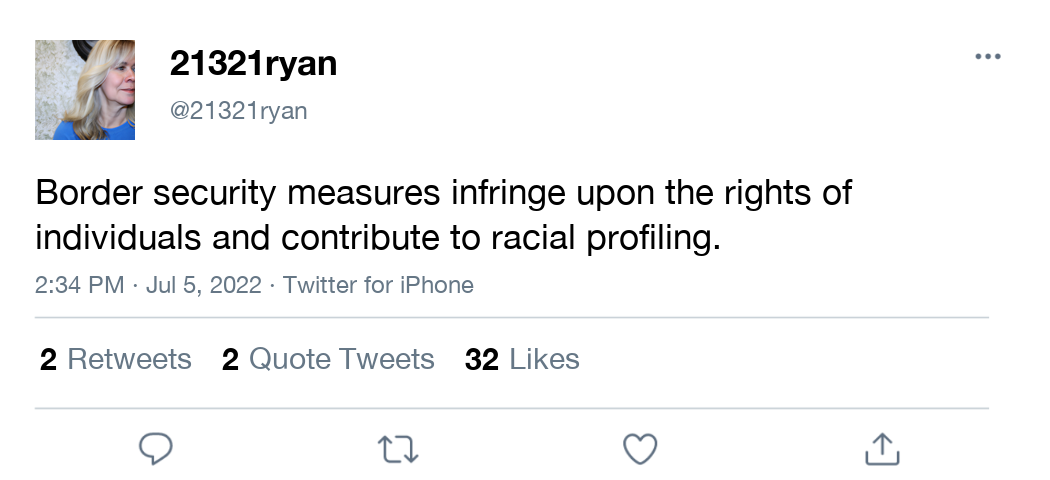 21321ryan
@21321ryan
Border security measures infringe upon the rights of
individuals and contribute to racial profiling.
2:34 PM · Jul 5, 2022 · Twitter for iPhone
2 Retweets 2 Quote Tweets 32 Likes